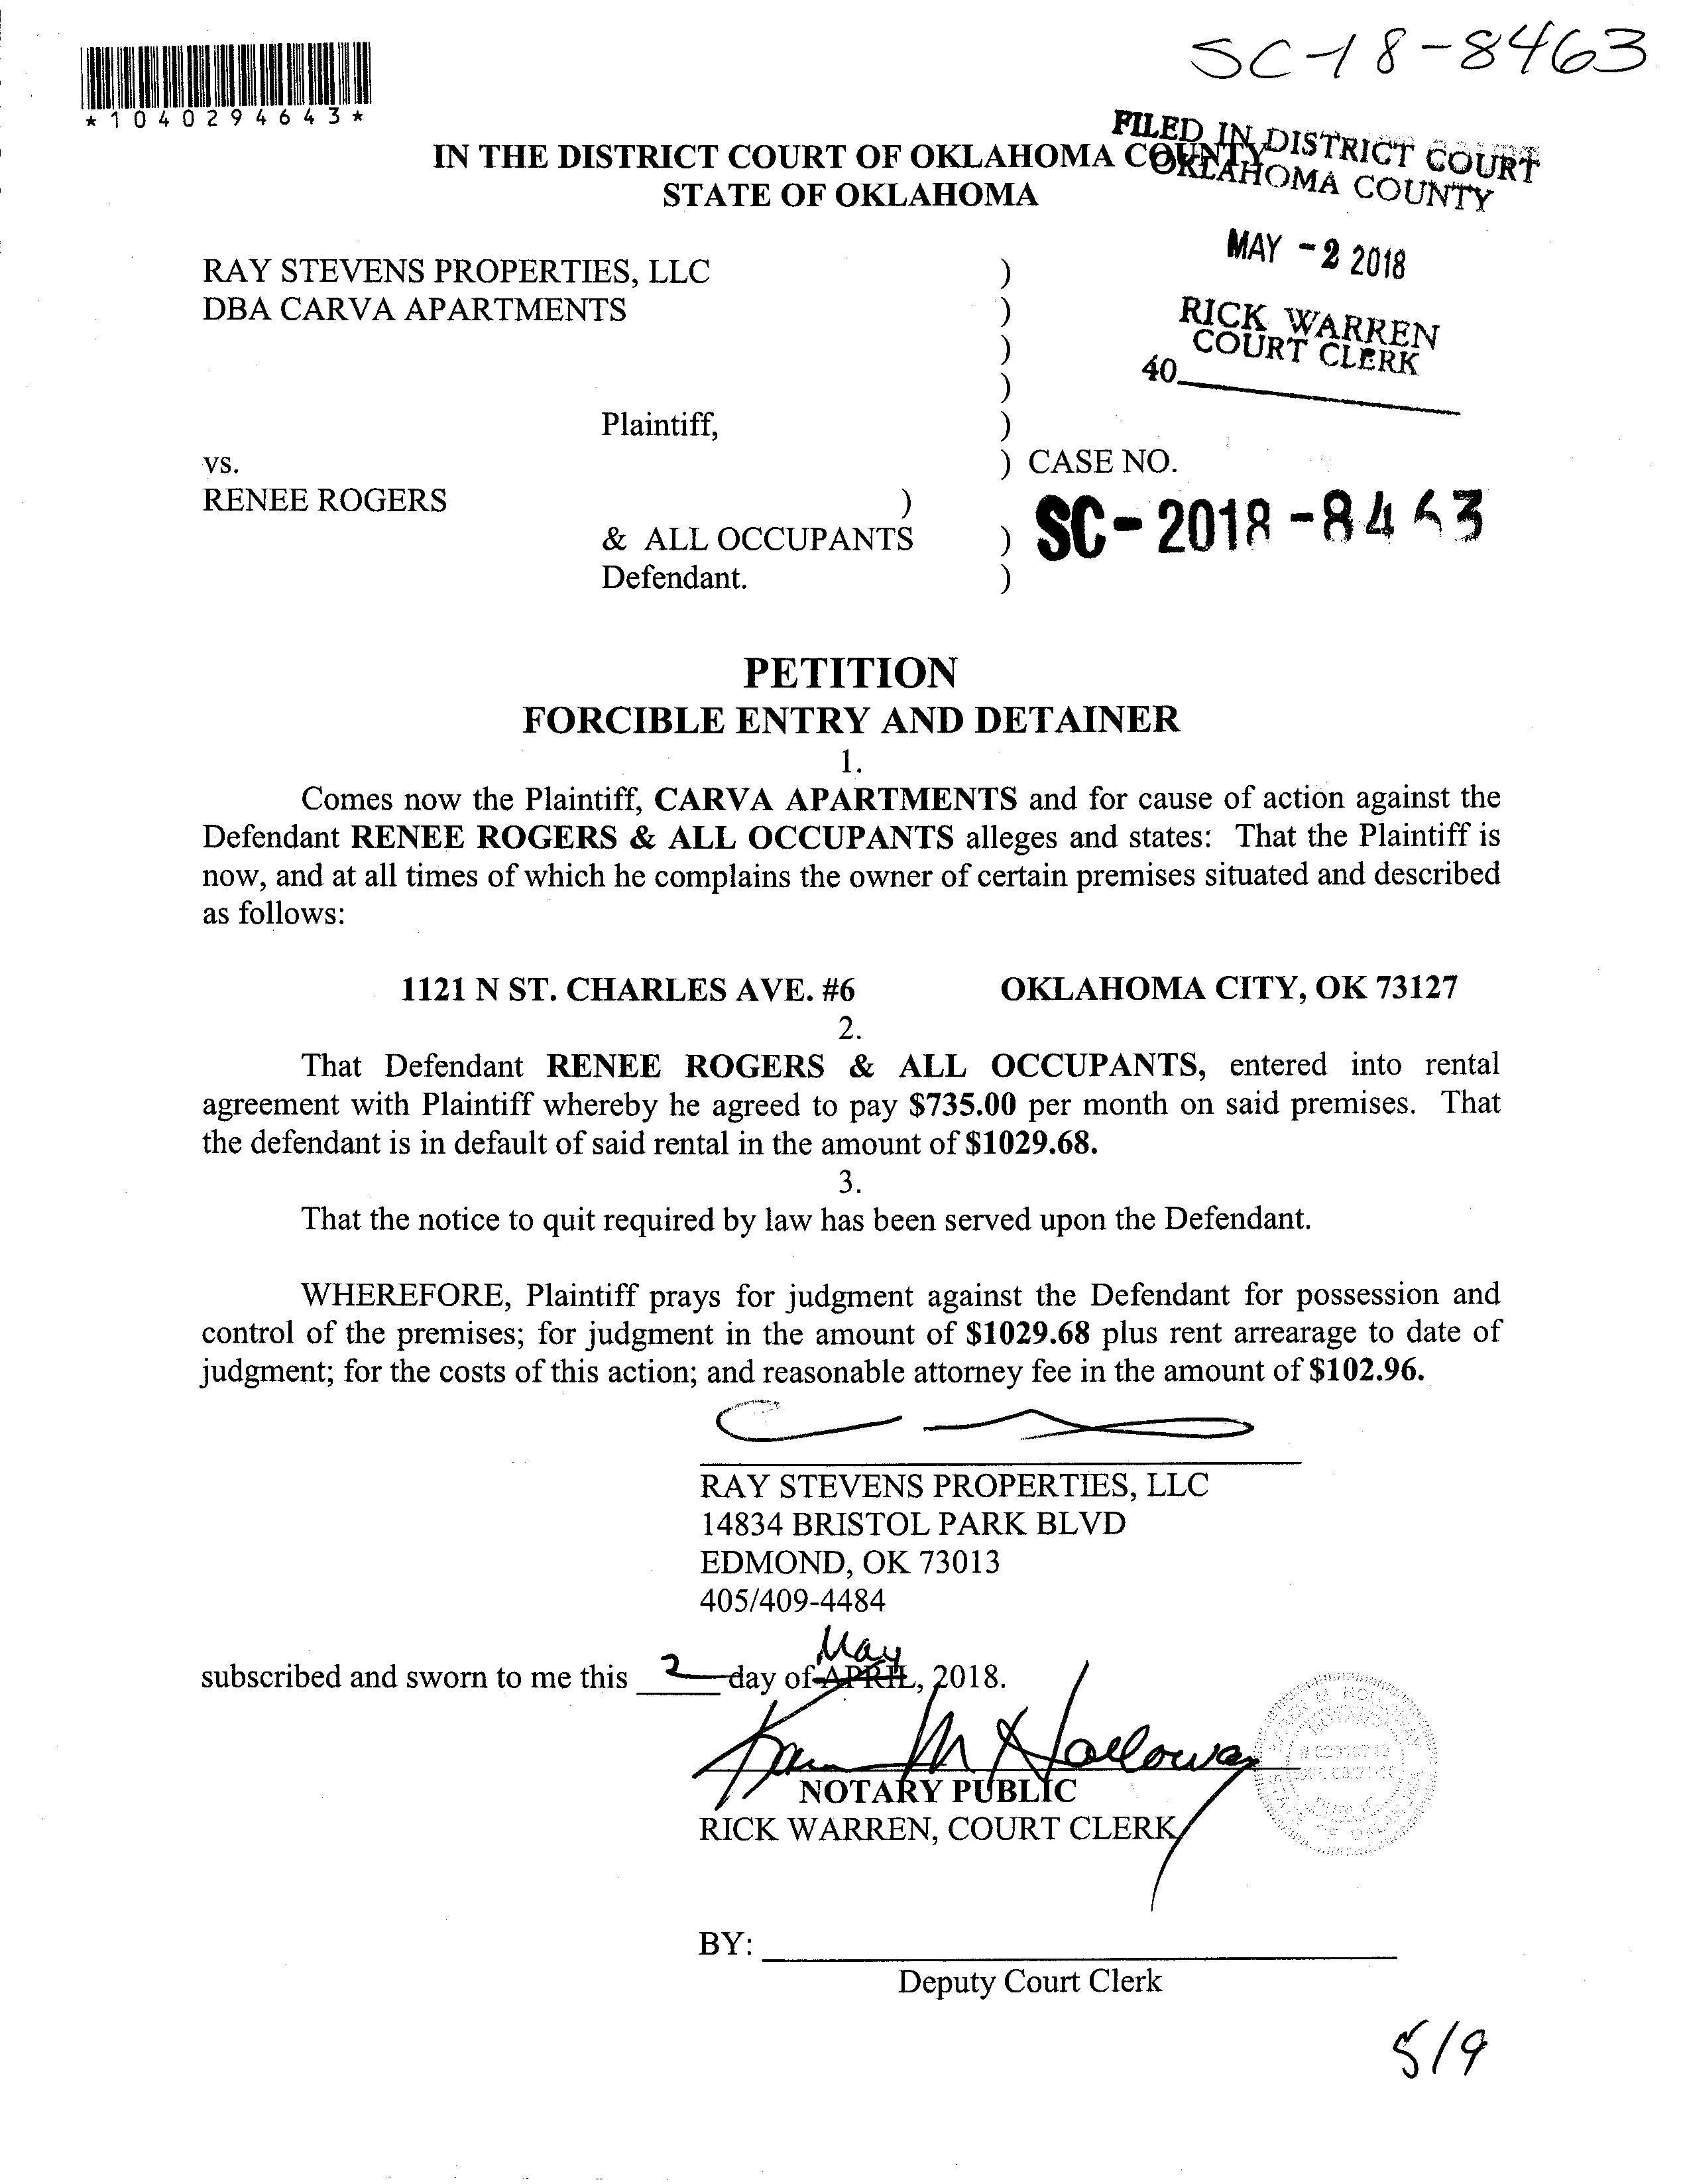 SC-18-8463
*1040294643*
FILED IN DISTRICT COURT
OKLAHOMA COUNTY
IN THE DISTRICT COURT OF OKLAHOMA COUNTY
STATE OF OKLAHOMA
MAY -2 2018
RICK WARREN
COURT CLERK
40
RAY STEVENS PROPERTIES, LLC )
DBA CARVA APARTMENTS )
)
)
Plaintiff, )
vs. ) CASE NO.
RENEE ROGERS )
SC-2018-8463
& ALL OCCUPANTS )
Defendant. )
PETITION
FORCIBLE ENTRY AND DETAINER
1.
Comes now the Plaintiff, CARVA APARTMENTS and for cause of action against the
Defendant RENEE ROGERS & ALL OCCUPANTS alleges and states: That the Plaintiff is
now, and at all times of which he complains the owner of certain premises situated and described
as follows:
1121 N ST. CHARLES AVE. #6 OKLAHOMA CITY, OK 73127
2.
That Defendant RENEE ROGERS & ALL OCCUPANTS, entered into rental
agreement with Plaintiff whereby he agreed to pay $735.00 per month on said premises. That
the defendant is in default of said rental in the amount of $1029.68.
3.
That the notice to quit required by law has been served upon the Defendant.
WHEREFORE, Plaintiff prays for judgment against the Defendant for possession and
control of the premises; for judgment in the amount of $1029.68 plus rent arrearage to date of
judgment; for the costs of this action; and reasonable attorney fee in the amount of $102.96.
RAY STEVENS PROPERTIES, LLC
14834 BRISTOL PARK BLVD
EDMOND, OK 73013
405/409-4484
May
subscribed and sworn to me this 2 day of APRIL, 2018.
Karen M Holloway
NOTARY PUBLIC
RICK WARREN, COURT CLERK
KAREN M. HOLLOWAY
NOTARY
PUBLIC
STATE OF OKLAHOMA
BY:
Deputy Court Clerk
5/9